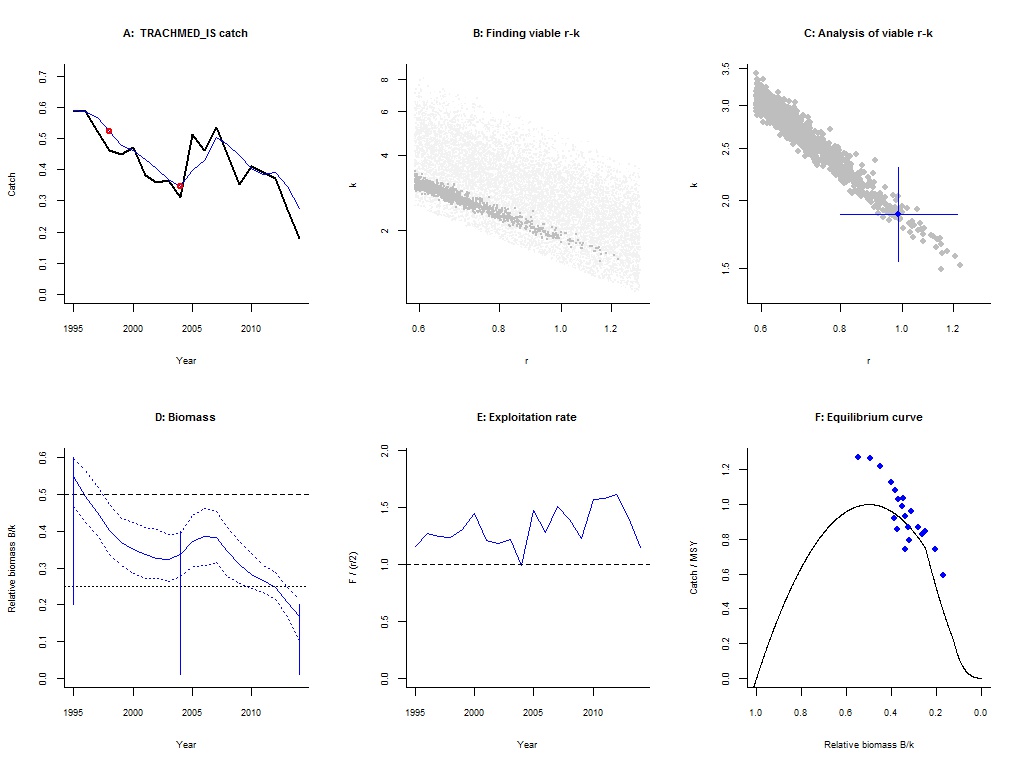 A: TRACHMED_IS catch
B: Finding viable r-k
C: Analysis of viable r-k
Catch
0.0 0.1 0.2 0.3 0.4 0.5 0.6 0.7
1995 2000 2005 2010
Year
k
2 4 6 8
0.6 0.8 1.0 1.2
r
k
1.5 2.0 2.5 3.0 3.5
0.6 0.8 1.0 1.2
r
D: Biomass
E: Exploitation rate
F: Equilibrium curve
Relative biomass B/k
0.0 0.1 0.2 0.3 0.4 0.5 0.6
1995 2000 2005 2010
Year
F / (r/2)
0.0 0.5 1.0 1.5 2.0
1995 2000 2005 2010
Year
Catch / MSY
0.0 0.2 0.4 0.6 0.8 1.0 1.2
1.0 0.8 0.6 0.4 0.2 0.0
Relative biomass B/k